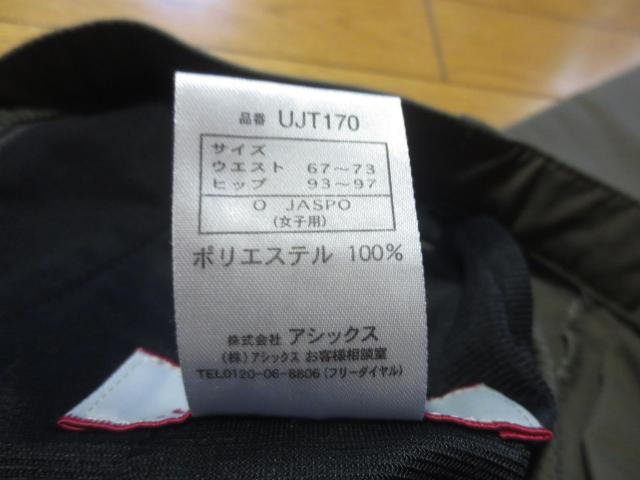 品番 UJT170
サイズ
ウエスト 67〜73
ヒップ 93〜97
O JASPO
(女子用)
ポリエステル 100%
株式会社 アシックス
(株)アシックス お客様相談室
TEL0120-06-8806(フリーダイヤル)